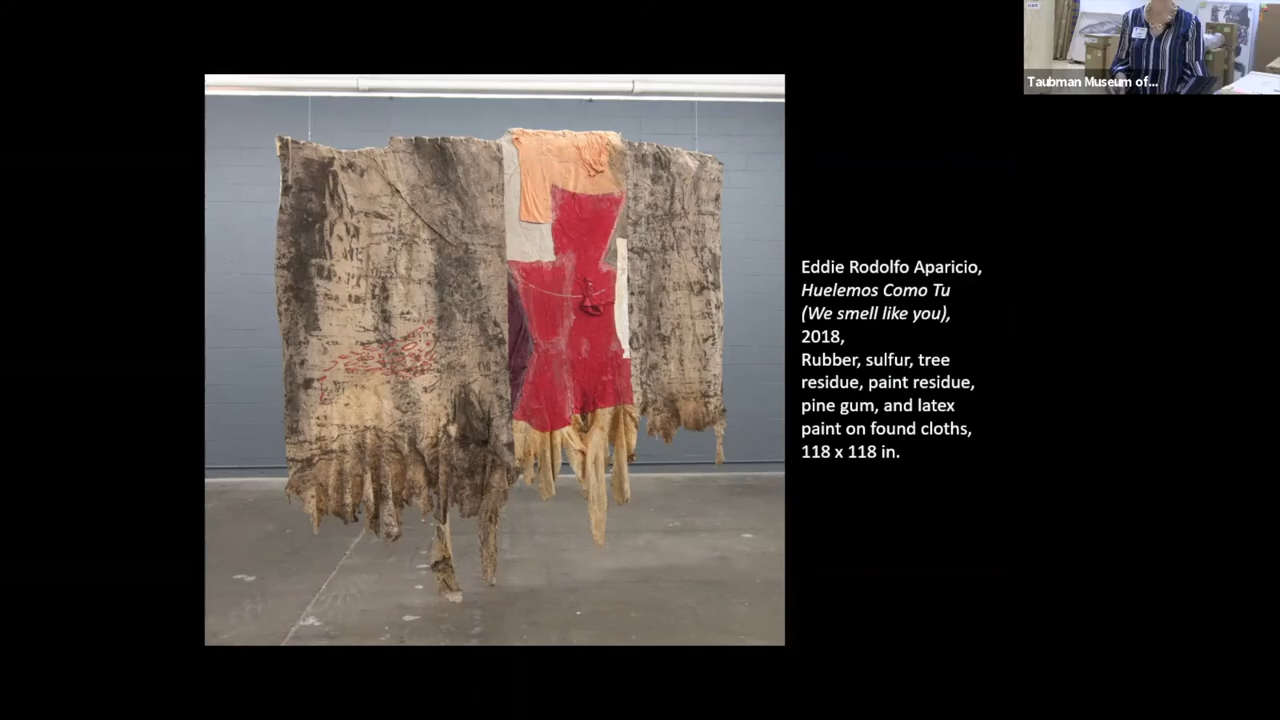 Taubman Museum of...
Eddie Rodolfo Aparicio,
Huelemos Como Tu
(We smell like you),
2018,
Rubber, sulfur, tree
residue, paint residue,
pine gum, and latex
paint on found cloths,
118 x 118 in.